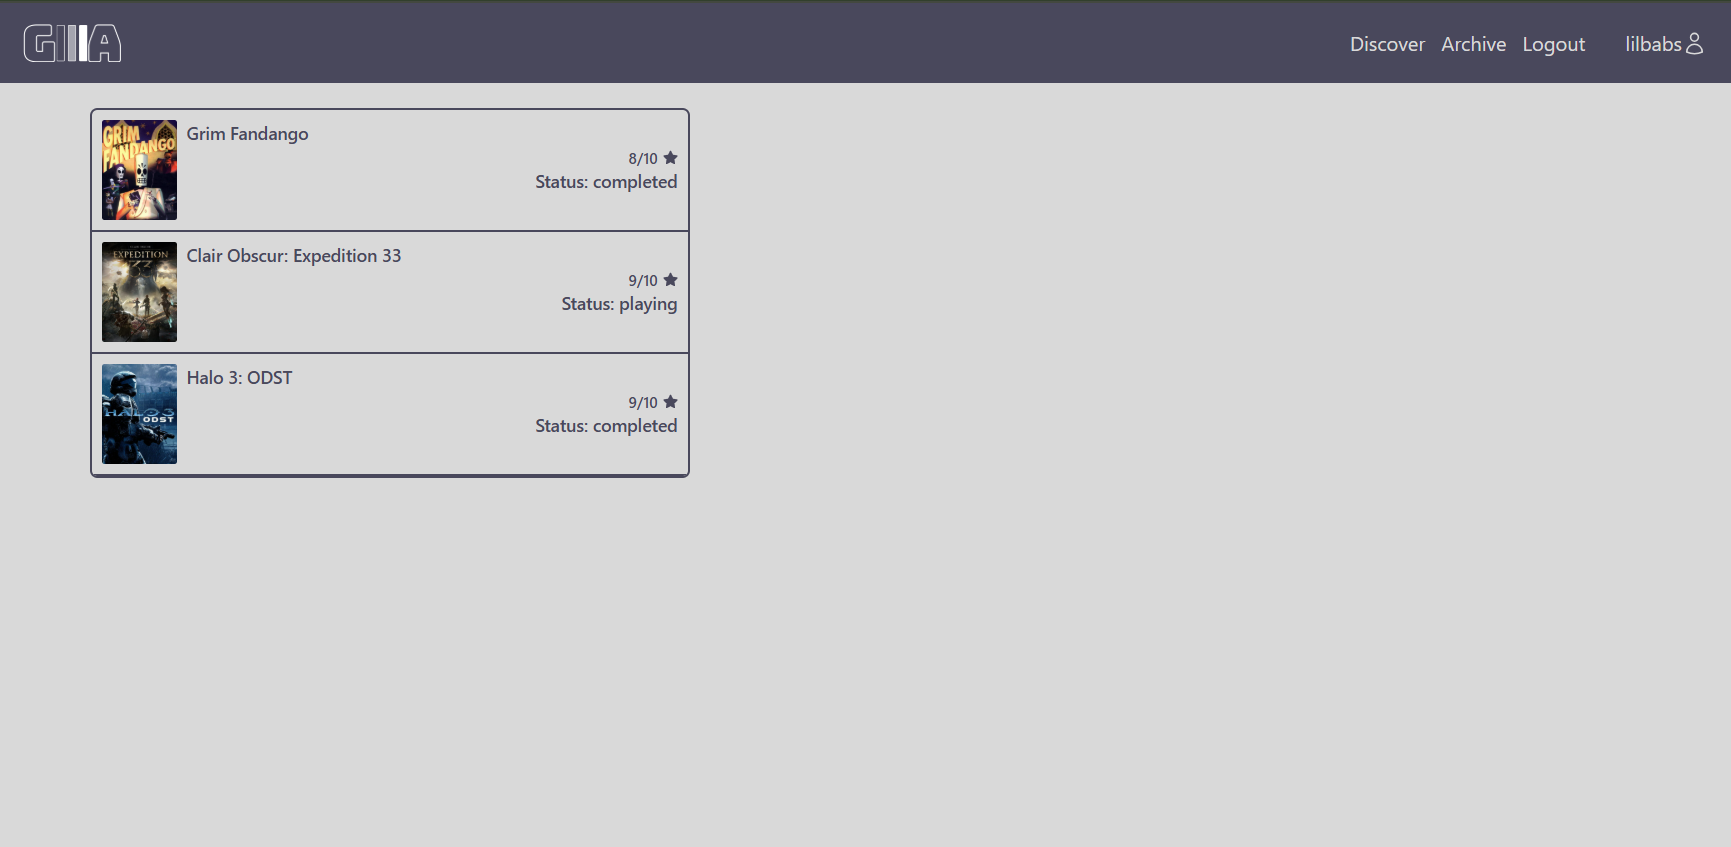 GIIIA
Discover Archive Logout lilbabs
GRIM FANDANGO
Grim Fandango
8/10
Status: completed
EXPEDITION
33
Clair Obscur: Expedition 33
9/10
Status: playing
HALO 3
ODST
Halo 3: ODST
9/10
Status: completed